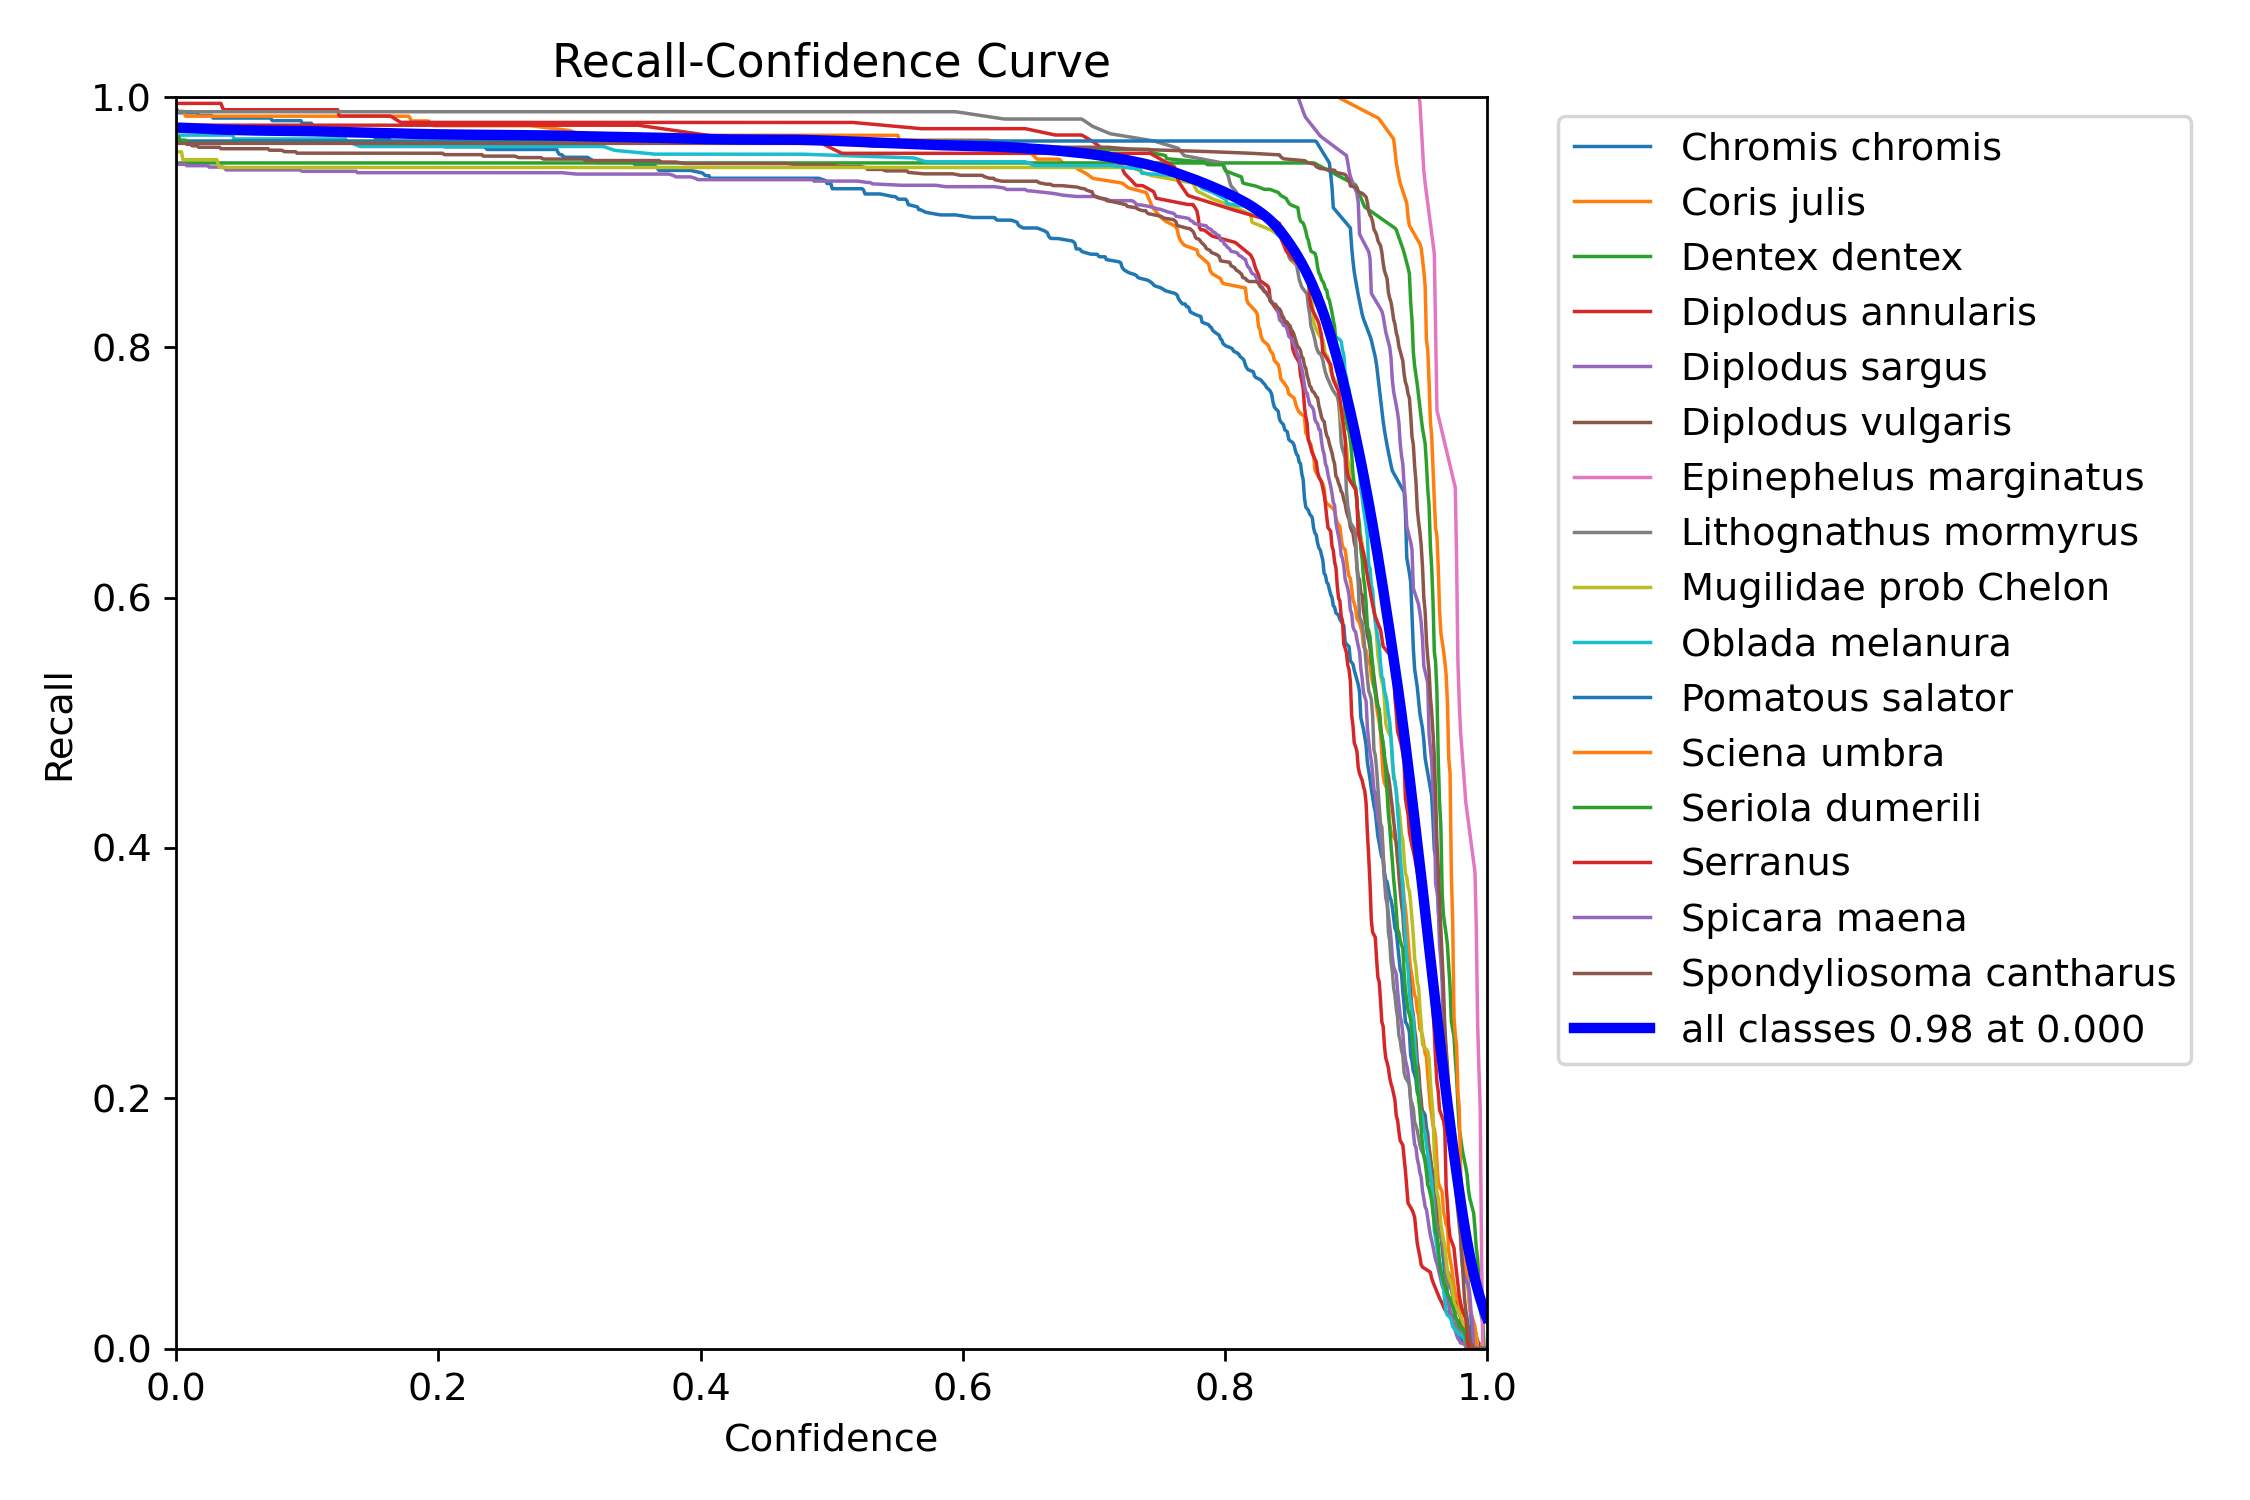 Recall-Confidence Curve
1.0
0.8
0.6
0.4
0.2
0.0
Recall
0.0 0.2 0.4 0.6 0.8 1.0
Confidence
Chromis chromis
Coris julis
Dentex dentex
Diplodus annularis
Diplodus sargus
Diplodus vulgaris
Epinephelus marginatus
Lithognathus mormyrus
Mugilidae prob Chelon
Oblada melanura
Pomatous salator
Sciena umbra
Seriola dumerili
Serranus
Spicara maena
Spondyliosoma cantharus
all classes 0.98 at 0.000